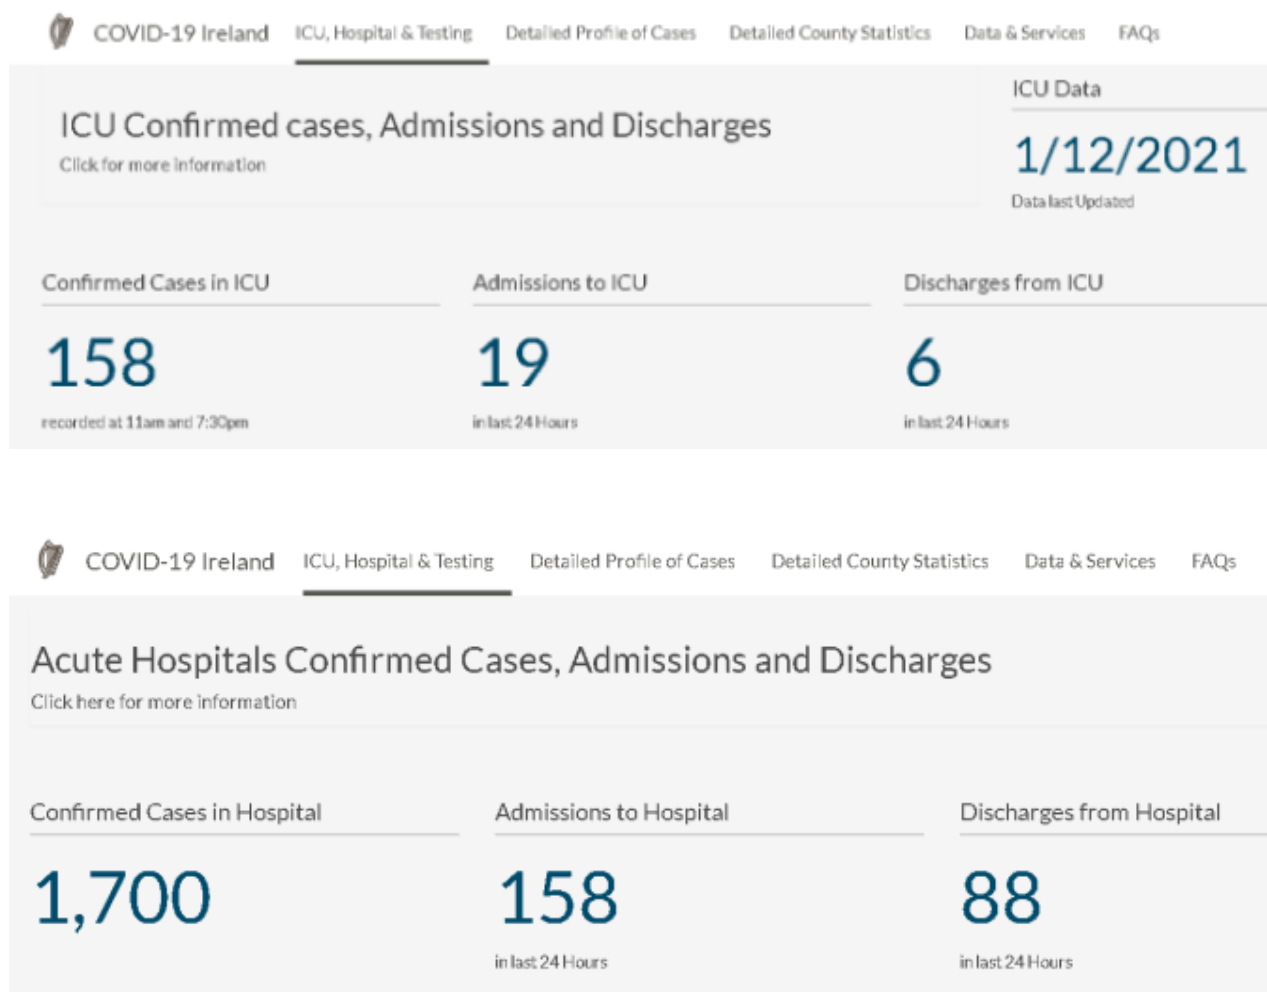 COVID-19 Ireland ICU, Hospital & Testing Detailed Profile of Cases Detailed County Statistics Data & Services FAQs
ICU Confirmed cases, Admissions and Discharges
Click for more information
ICU Data
1/12/2021
Data last Updated
Confirmed Cases in ICU
158
recorded at 11am and 7:30pm
Admissions to ICU
19
in last 24 Hours
Discharges from ICU
6
in last 24 Hours
COVID-19 Ireland ICU, Hospital & Testing Detailed Profile of Cases Detailed County Statistics Data & Services FAQs
Acute Hospitals Confirmed Cases, Admissions and Discharges
Click here for more information
Confirmed Cases in Hospital
1,700
Admissions to Hospital
158
in last 24 Hours
Discharges from Hospital
88
in last 24 Hours